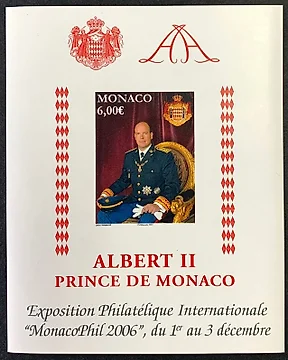 MONACO
6,00€
ALBERT II
PRINCE DE MONACO
Exposition Philatélique Internationale
"MonacoPhil 2006", du 1er au 3 décembre